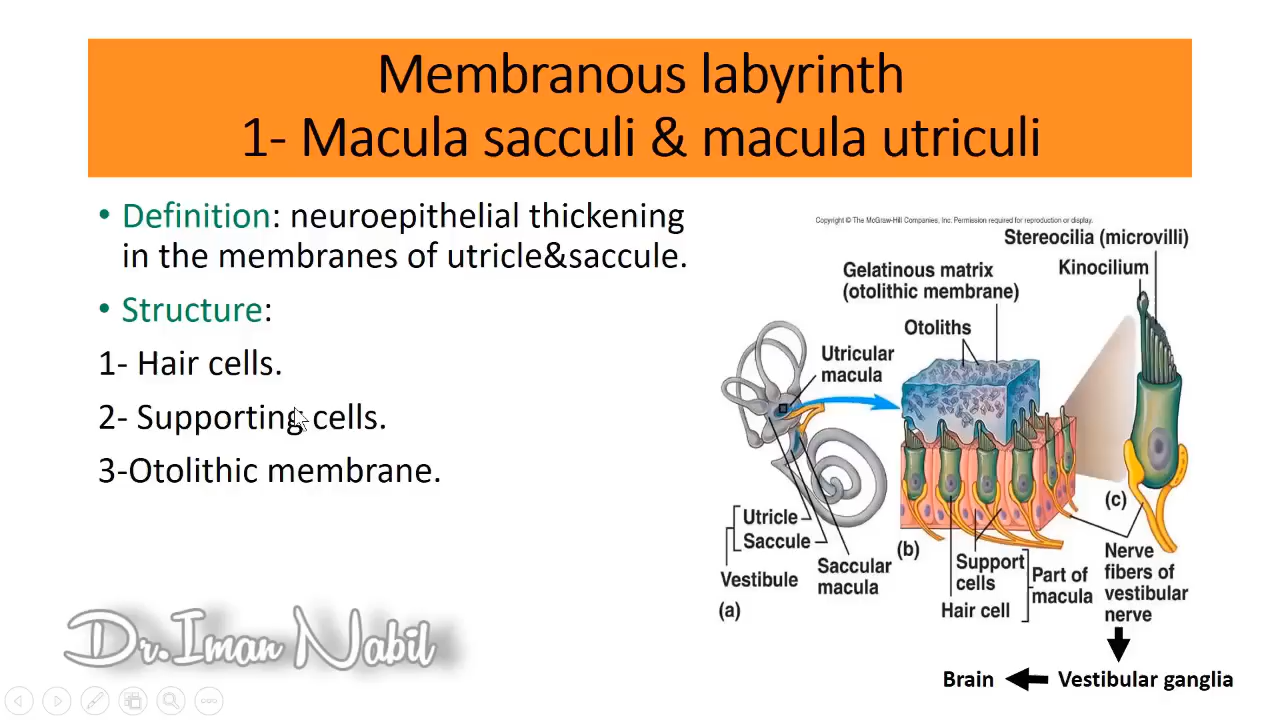 Membranous labyrinth
1- Macula sacculi & macula utriculi
• Definition: neuroepithelial thickening
in the membranes of utricle&saccule.
• Structure:
1- Hair cells.
2- Supporting cells.
3-Otolithic membrane.
Dr.Iman Nabil
Copyright © The McGraw-Hill Companies, Inc. Permission required for reproduction or display.
Stereocilia (microvilli)
Kinocilium
Gelatinous matrix
(otolithic membrane)
Otoliths
Utricular
macula
Utricle
Saccule
Vestibule
(a)
Saccular
macula
(b)
Support
cells
Hair cell
Part of
macula
(c)
Nerve
fibers of
vestibular
nerve
Vestibular ganglia
Brain